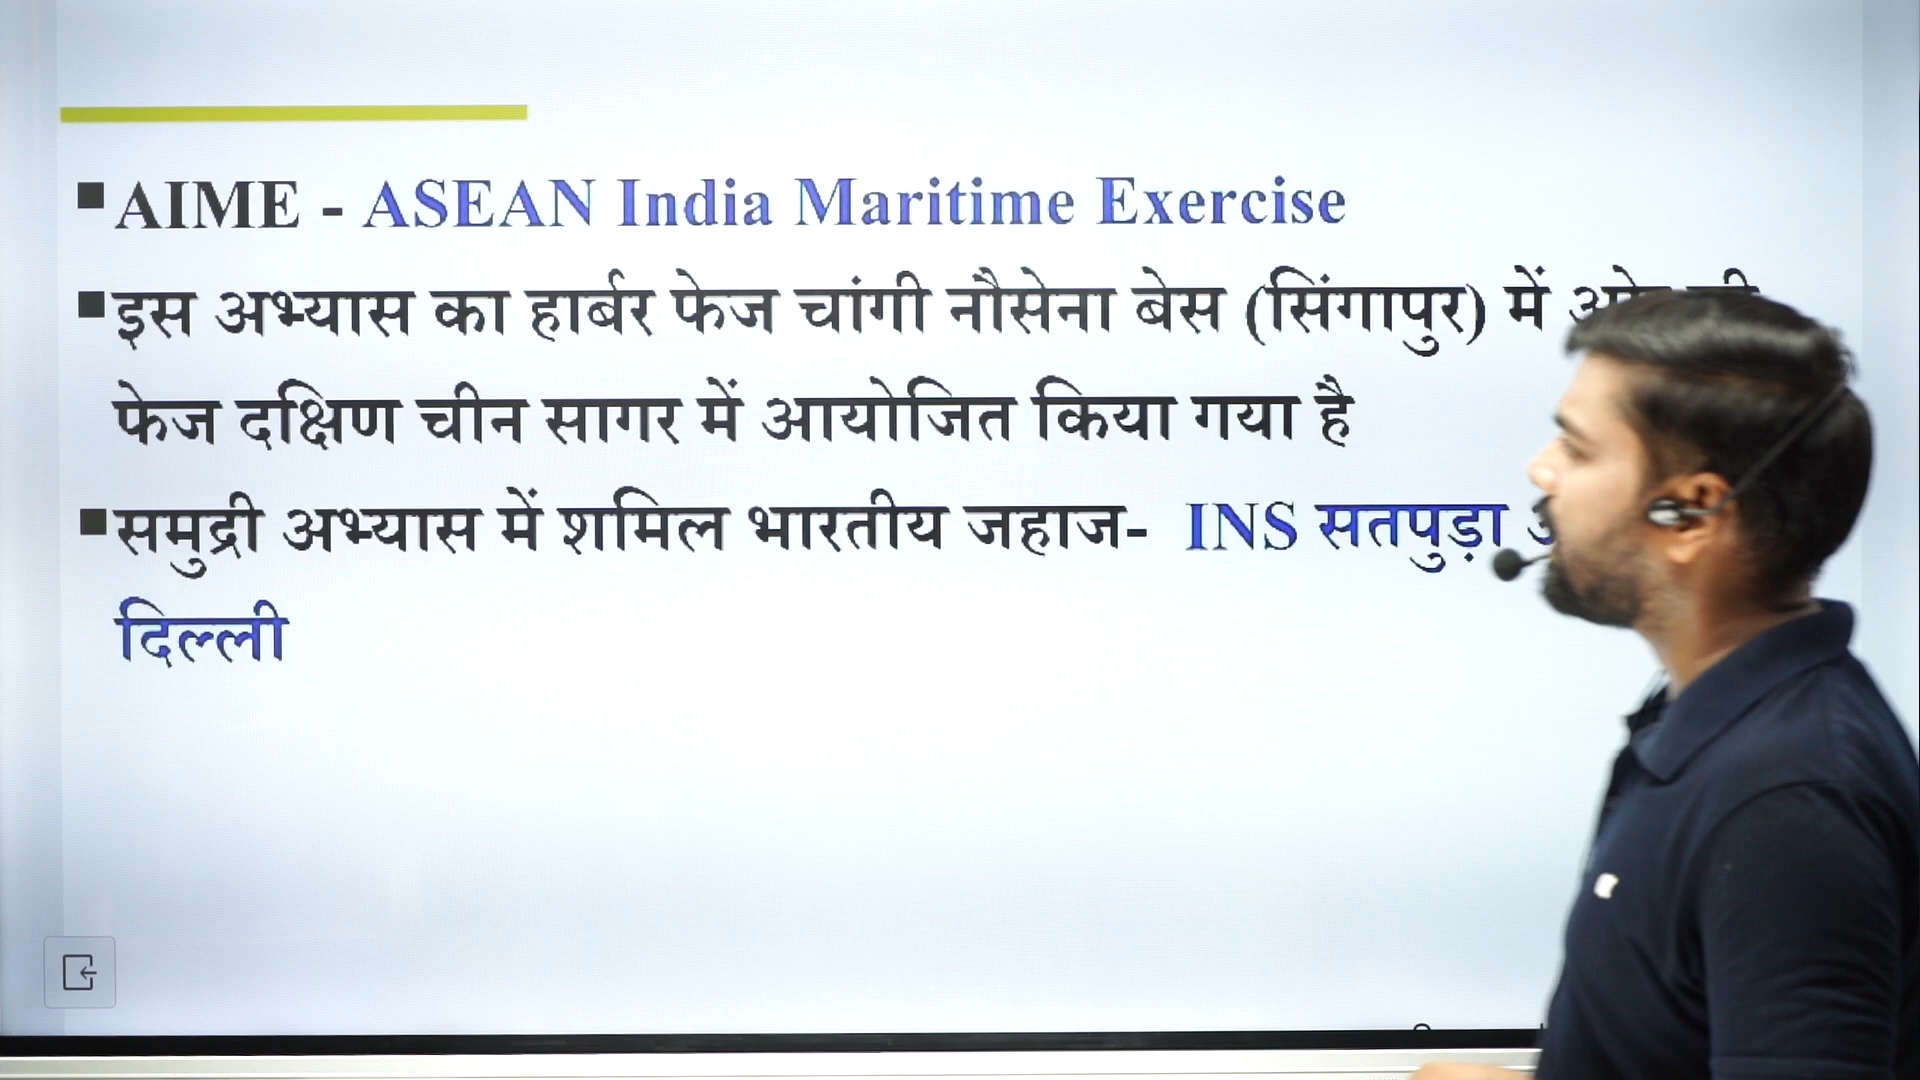 AIME - ASEAN India Maritime Exercise
इस अभ्यास का हार्बर फेज चांगी नौसेना बेस (सिंगापुर) में
फेज दक्षिण चीन सागर में आयोजित किया गया है
समुद्री अभ्यास में शमिल भारतीय जहाज- INS सतपुड़ा
दिल्ली